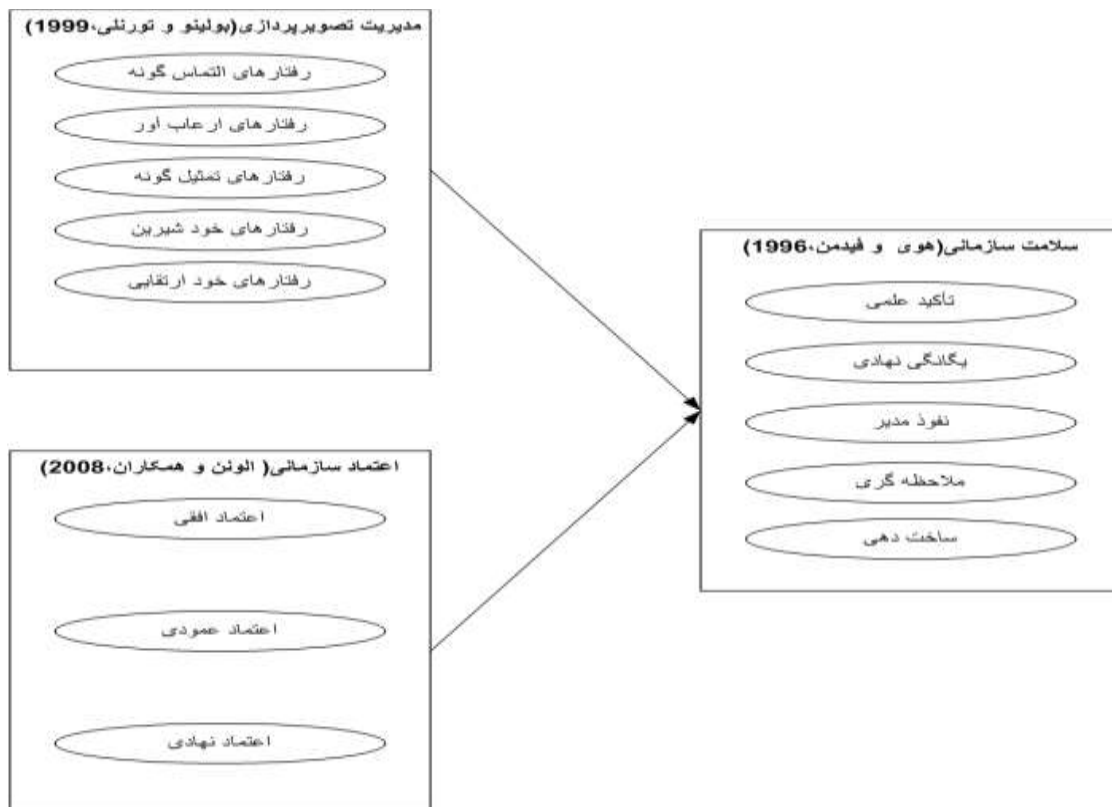 مدیریت تصویرپردازی(بولینو و تورنلی،1999)
رفتارهای التماس گونه
رفتارهای ارعاب آور
رفتارهای تمثیل گونه
رفتارهای خود شیرین
رفتارهای خود ارتقایی
سلامت سازمانی(هوی و فیدمن،1996)
تأکید علمی
یگانگی نهادی
نفوذ مدیر
ملاحظه گری
ساخت دهی
اعتماد سازمانی( الونن و همکاران،2008)
اعتماد افقی
اعتماد عمودی
اعتماد نهادی